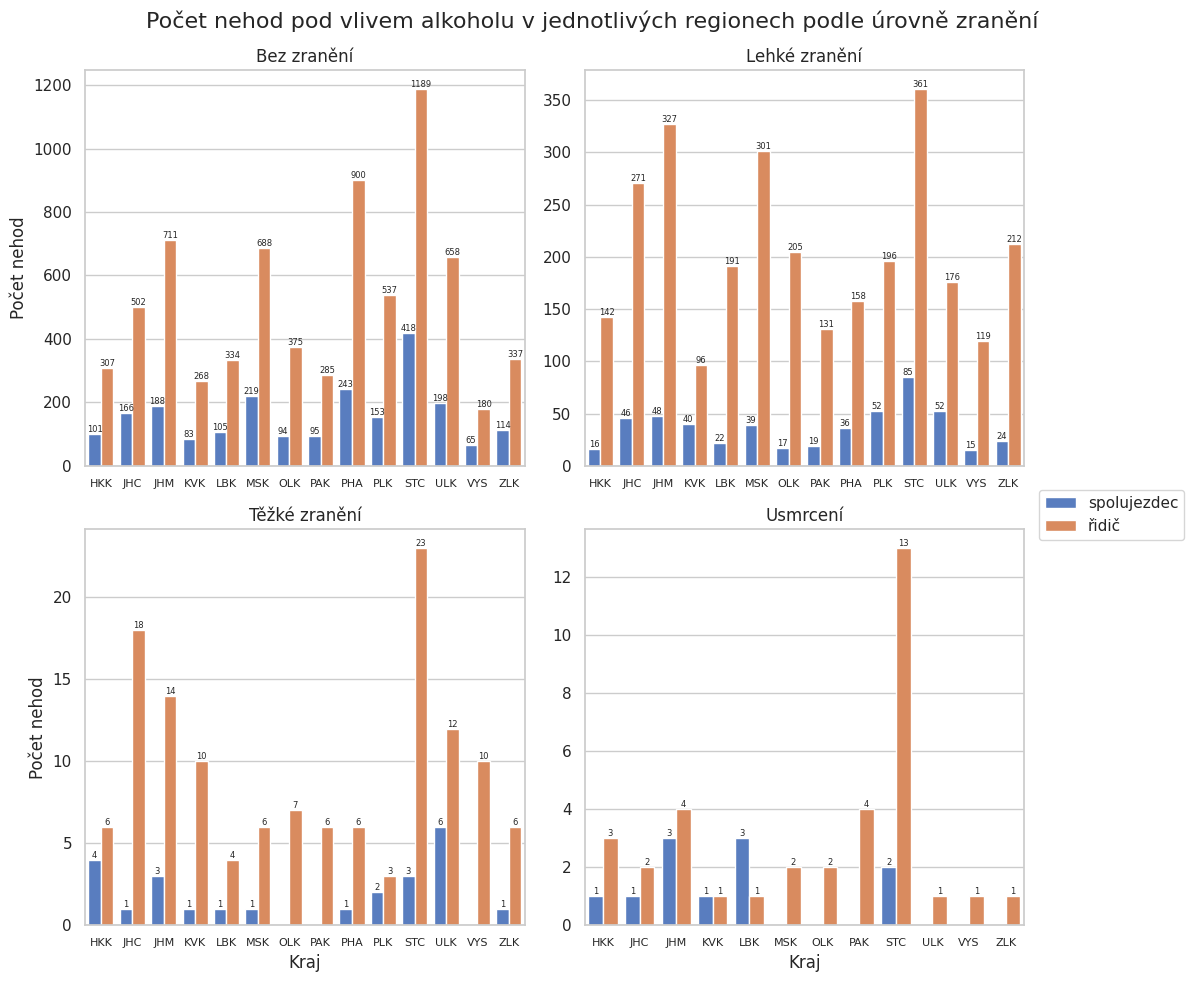 Počet nehod pod vlivem alkoholu v jednotlivých regionech podle úrovně zranění
Bez zranění
Počet nehod
1200
1000
800
600
400
200
0
101 307 166 502 188 711 83 268 105 334 219 688 94 375 95 285 243 900 153 537 418 1189 198 658 65 180 114 337
HKK JHC JHM KVK LBK MSK OLK PAK PHA PLK STC ULK VYS ZLK
Lehké zranění
350
300
250
200
150
100
50
0
16 142 46 271 48 327 40 96 22 191 39 301 17 205 19 131 36 158 52 196 85 361 52 176 15 119 24 212
HKK JHC JHM KVK LBK MSK OLK PAK PHA PLK STC ULK VYS ZLK
spolujezdec
řidič
Těžké zranění
Počet nehod
20
15
10
5
0
4 6 1 18 3 14 1 10 1 4 1 6 7 6 1 6 2 3 3 23 6 12 10 1 6
HKK JHC JHM KVK LBK MSK OLK PAK PHA PLK STC ULK VYS ZLK
Kraj
Usmrcení
12
10
8
6
4
2
0
1 3 1 2 3 4 1 1 3 1 2 2 4 2 13 1 1 1
HKK JHC JHM KVK LBK MSK OLK PAK STC ULK VYS ZLK
Kraj